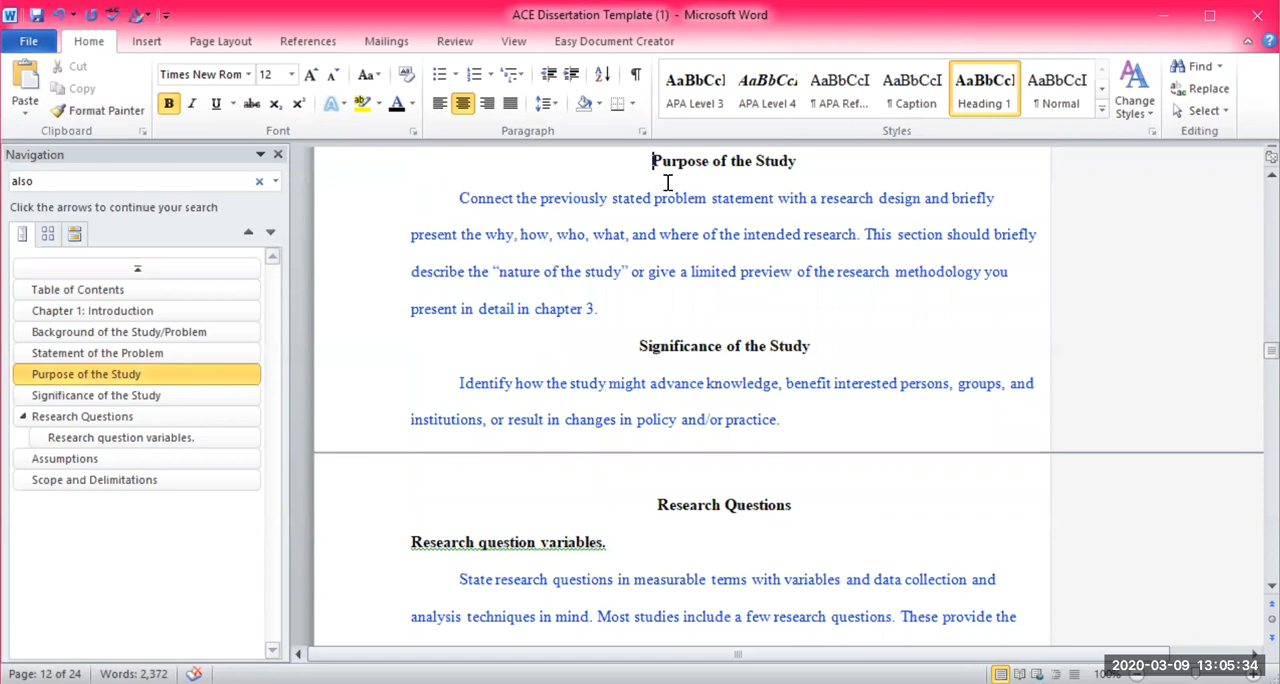 ACE Dissertation Template (1) - Microsoft Word
File Home Insert Page Layout References Mailings Review View Easy Document Creator
Paste
Cut
Copy
Format Painter
Clipboard
Times New Rom 12
Aa
B I U abc x₂ x²
Font
Paragraph
AaBbCcI AaBbCcI AaBbCcI AaBbCcI AaBbCcI AaBbCcI
APA Level 3 APA Level 4 ¶ APA Ref... ¶ Caption Heading 1 ¶ Normal
Change
Styles
Styles
Find
Replace
Select
Editing
Navigation
also
Click the arrows to continue your search
Table of Contents
Chapter 1: Introduction
Background of the Study/Problem
Statement of the Problem
Purpose of the Study
Significance of the Study
Research Questions
Research question variables.
Assumptions
Scope and Delimitations
Purpose of the Study
Connect the previously stated problem statement with a research design and briefly
present the why, how, who, what, and where of the intended research. This section should briefly
describe the “nature of the study” or give a limited preview of the research methodology you
present in detail in chapter 3.
Significance of the Study
Identify how the study might advance knowledge, benefit interested persons, groups, and
institutions, or result in changes in policy and/or practice.
Research Questions
Research question variables.
State research questions in measurable terms with variables and data collection and
analysis techniques in mind. Most studies include a few research questions. These provide the
Page: 12 of 24 Words: 2,372
100%
2020-03-09 13:05:34